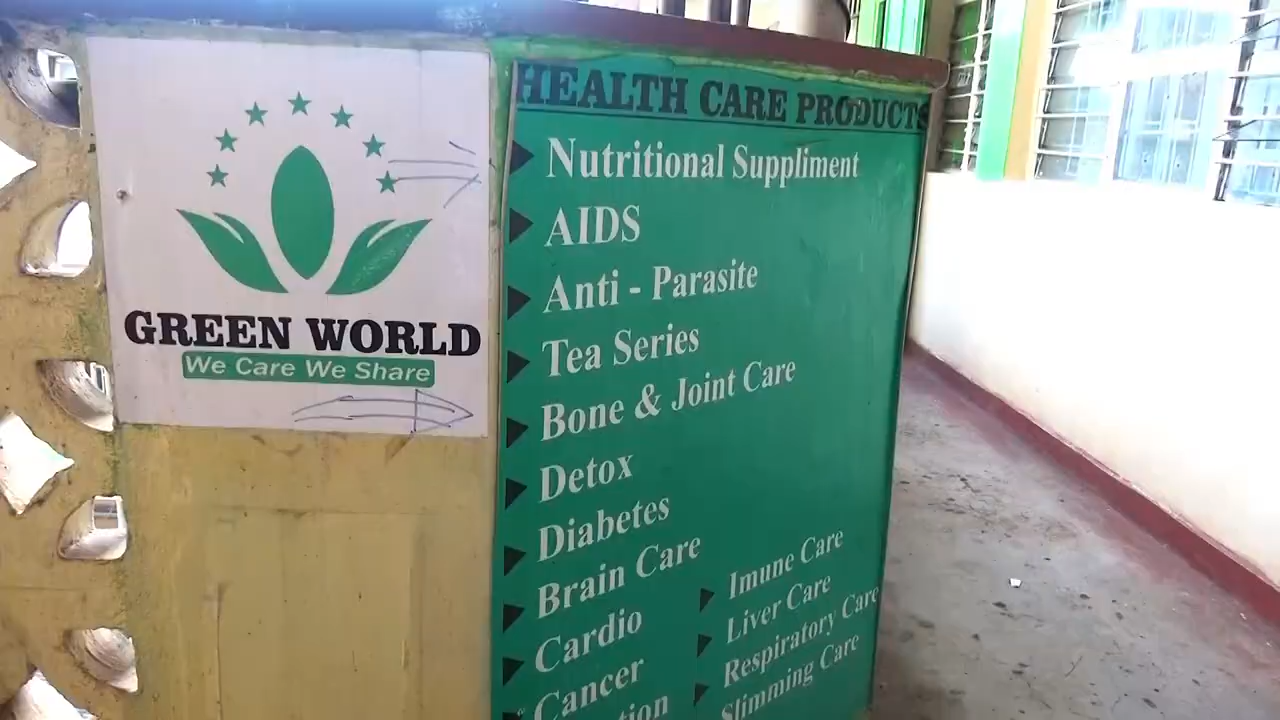 GREEN WORLD
We Care We Share
HEALTH CARE PRODUCTS
Nutritional Suppliment
AIDS
Anti - Parasite
Tea Series
Bone & Joint Care
Detox
Diabetes
Brain Care
Cardio
Cancer
Imune Care
Liver Care
Respiratory Care
Slimming Care